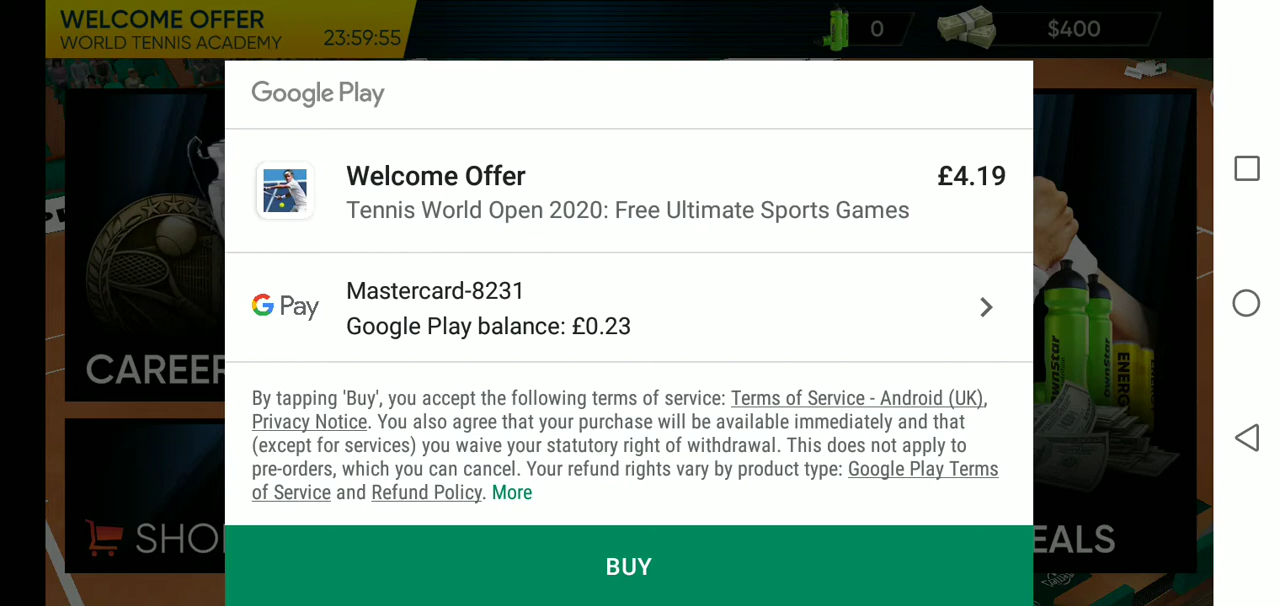 WELCOME OFFER
WORLD TENNIS ACADEMY
23:59:55
0
$400
Google Play
Welcome Offer
£4.19
Tennis World Open 2020: Free Ultimate Sports Games
G Pay
Mastercard-8231
Google Play balance: £0.23
By tapping 'Buy', you accept the following terms of service: Terms of Service - Android (UK),
Privacy Notice. You also agree that your purchase will be available immediately and that
(except for services) you waive your statutory right of withdrawal. This does not apply to
pre-orders, which you can cancel. Your refund rights vary by product type: Google Play Terms
of Service and Refund Policy. More
BUY
CAREER
SHO
EALS
ENERG